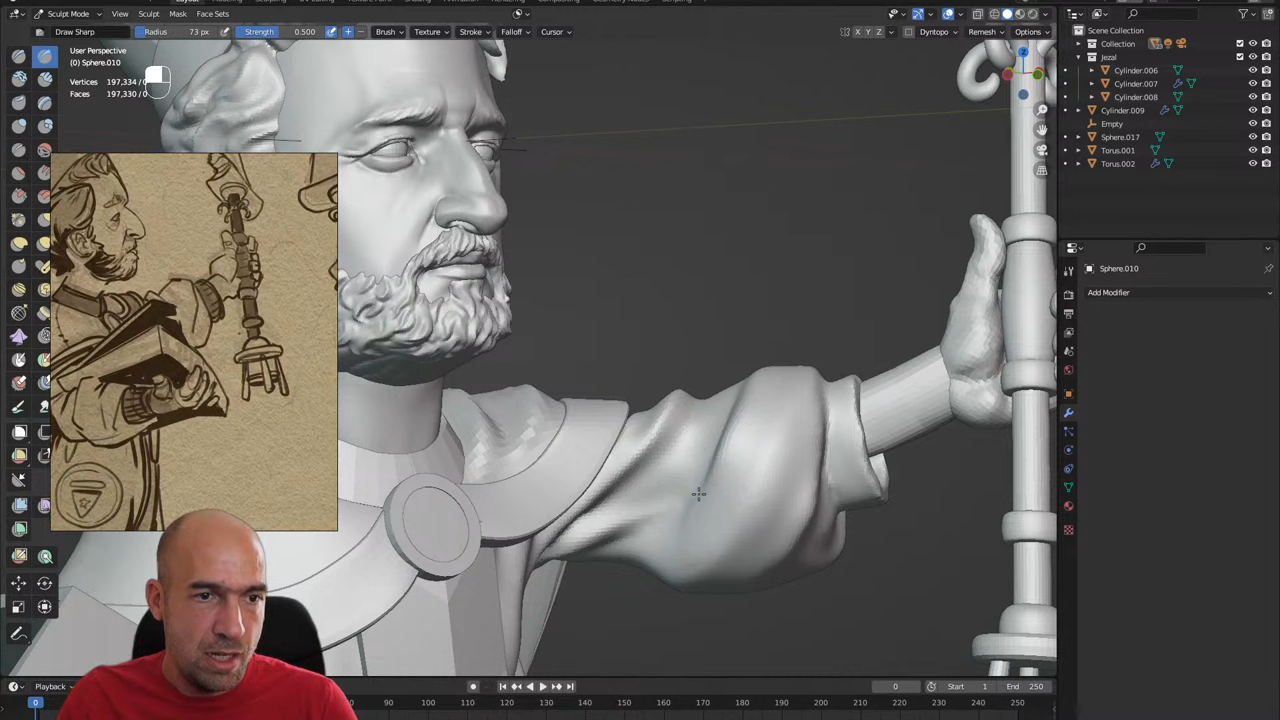 Layout
Sculpt Mode View Sculpt Mask Face Sets
Draw Sharp Radius 73 px Strength 0.500 Brush Texture Stroke Falloff Cursor X Y Z Dyntopo Remesh Options
User Perspective
(0) Sphere.010
Vertices 197,334 / 0
Faces 197,330 / 0
Z
Scene Collection
Collection
Jezal
Cylinder.006
Cylinder.007
Cylinder.008
Cylinder.009
Empty
Sphere.017
Torus.001
Torus.002
Sphere.010
Add Modifier
Playback 0 Start 1 End 250
0 100 110 120 130 140 150 160 170 180 190 200 210 220 230 240 250